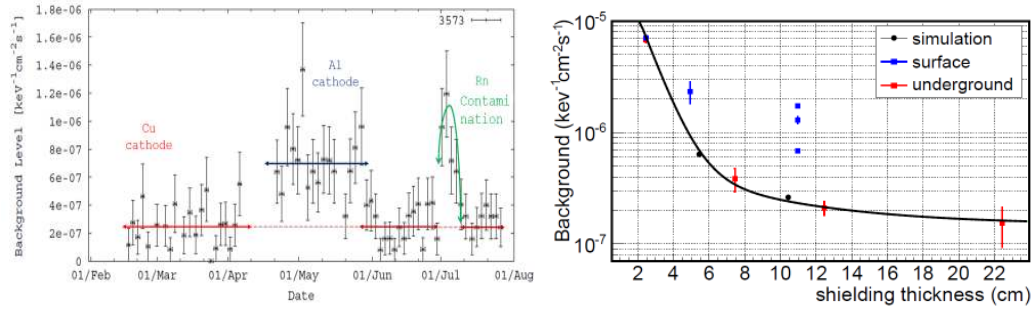 1.8e-06
1.6e-06
1.4e-06
1.2e-06
1e-06
8e-07
6e-07
4e-07
2e-07
0
Background Level [keV⁻¹cm⁻²s⁻¹]
3573
Cu
cathode
Al
cathode
Rn
Contami
nation
01/Feb 01/Mar 01/Apr 01/May 01/Jun 01/Jul 01/Aug
Date
10⁻⁵
10⁻⁶
10⁻⁷
Background (kev⁻¹cm⁻²s⁻¹)
simulation
surface
underground
2 4 6 8 10 12 14 16 18 20 22 24
shielding thickness (cm)